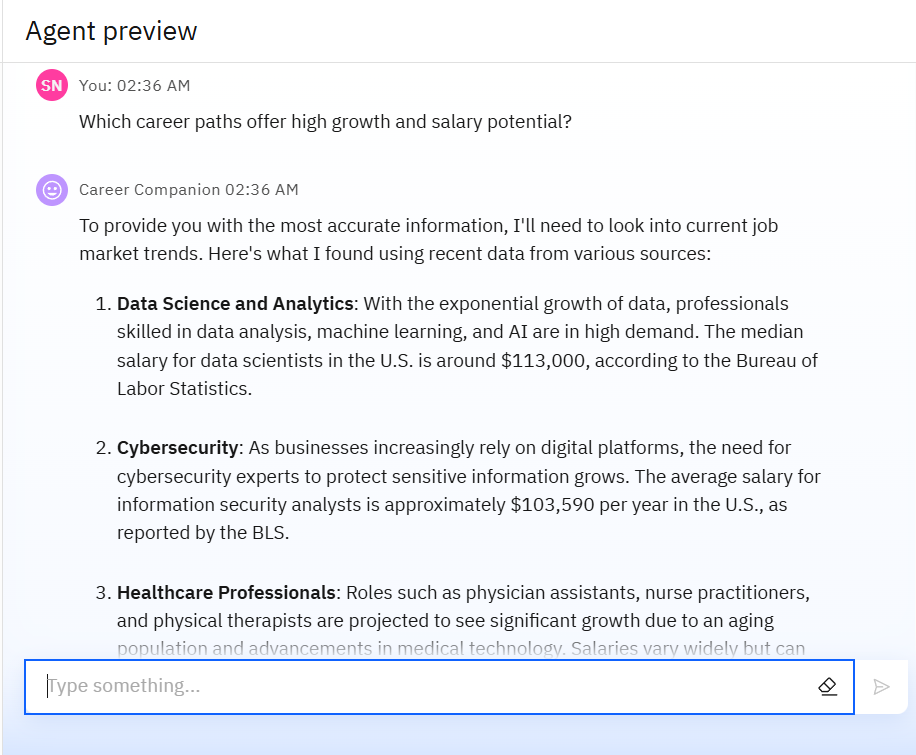 Agent preview
SN You: 02:36 AM
Which career paths offer high growth and salary potential?
Career Companion 02:36 AM
To provide you with the most accurate information, I'll need to look into current job
market trends. Here's what I found using recent data from various sources:
1. Data Science and Analytics: With the exponential growth of data, professionals
skilled in data analysis, machine learning, and AI are in high demand. The median
salary for data scientists in the U.S. is around $113,000, according to the Bureau of
Labor Statistics.
2. Cybersecurity: As businesses increasingly rely on digital platforms, the need for
cybersecurity experts to protect sensitive information grows. The average salary for
information security analysts is approximately $103,590 per year in the U.S., as
reported by the BLS.
3. Healthcare Professionals: Roles such as physician assistants, nurse practitioners,
and physical therapists are projected to see significant growth due to an aging
population and advancements in medical technology. Salaries vary widely but can
Type something...